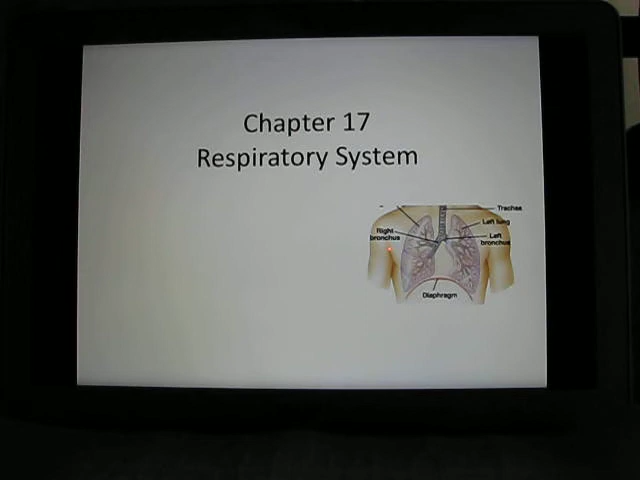 Chapter 17
Respiratory System
Trachea
Left lung
Right
bronchus
Left
bronchus
Diaphragm